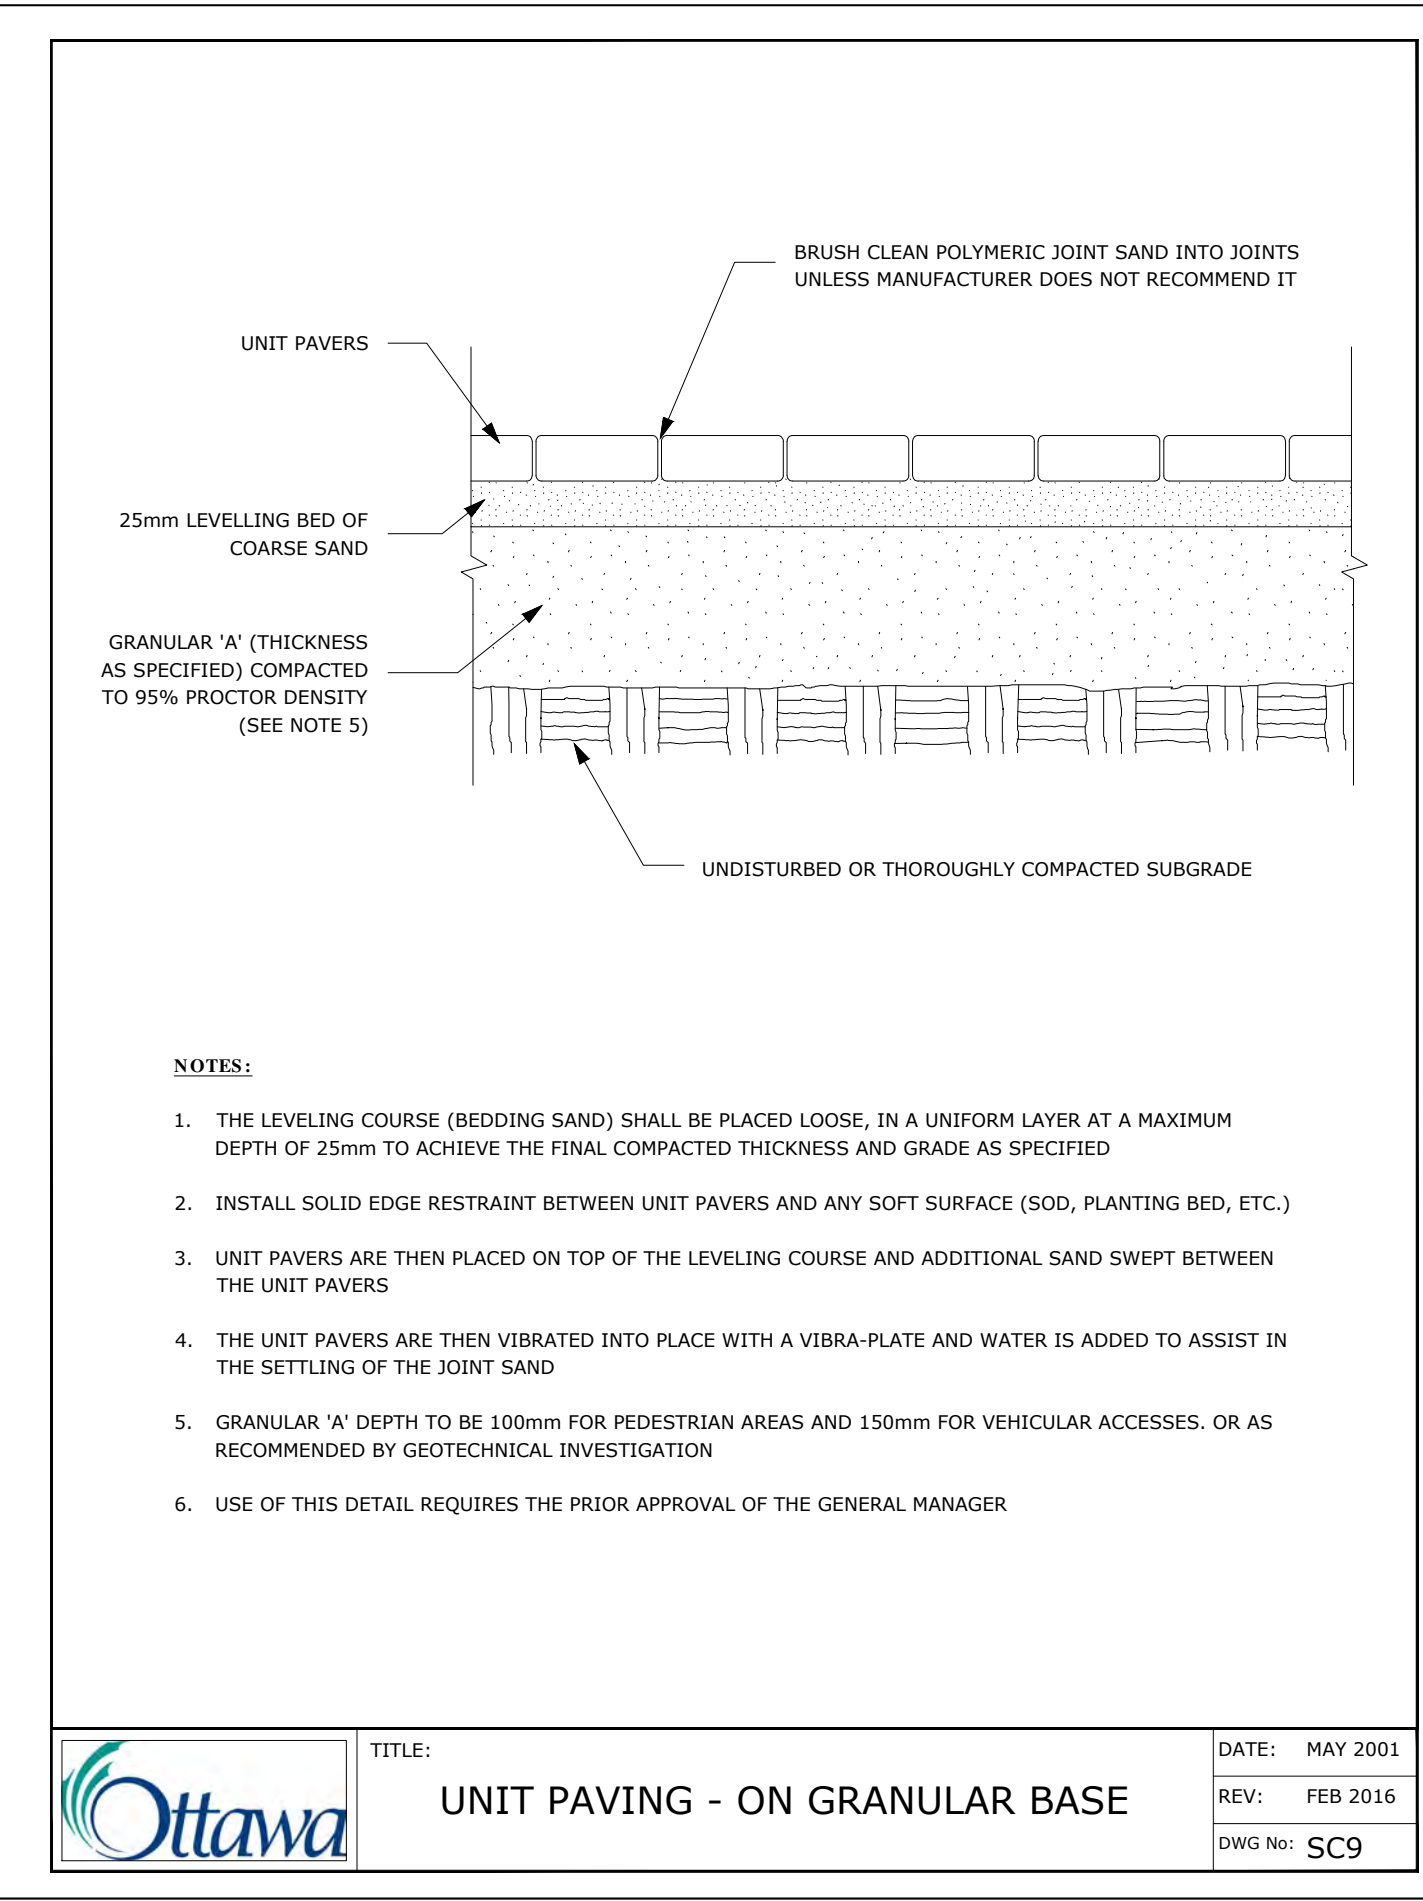 BRUSH CLEAN POLYMERIC JOINT SAND INTO JOINTS
UNLESS MANUFACTURER DOES NOT RECOMMEND IT
UNIT PAVERS
25mm LEVELLING BED OF
COARSE SAND
GRANULAR 'A' (THICKNESS
AS SPECIFIED) COMPACTED
TO 95% PROCTOR DENSITY
(SEE NOTE 5)
UNDISTURBED OR THOROUGHLY COMPACTED SUBGRADE
NOTES:
1. THE LEVELING COURSE (BEDDING SAND) SHALL BE PLACED LOOSE, IN A UNIFORM LAYER AT A MAXIMUM
DEPTH OF 25mm TO ACHIEVE THE FINAL COMPACTED THICKNESS AND GRADE AS SPECIFIED
2. INSTALL SOLID EDGE RESTRAINT BETWEEN UNIT PAVERS AND ANY SOFT SURFACE (SOD, PLANTING BED, ETC.)
3. UNIT PAVERS ARE THEN PLACED ON TOP OF THE LEVELING COURSE AND ADDITIONAL SAND SWEPT BETWEEN
THE UNIT PAVERS
4. THE UNIT PAVERS ARE THEN VIBRATED INTO PLACE WITH A VIBRA-PLATE AND WATER IS ADDED TO ASSIST IN
THE SETTLING OF THE JOINT SAND
5. GRANULAR 'A' DEPTH TO BE 100mm FOR PEDESTRIAN AREAS AND 150mm FOR VEHICULAR ACCESSES. OR AS
RECOMMENDED BY GEOTECHNICAL INVESTIGATION
6. USE OF THIS DETAIL REQUIRES THE PRIOR APPROVAL OF THE GENERAL MANAGER
Ottawa
TITLE:
UNIT PAVING - ON GRANULAR BASE
DATE: MAY 2001
REV: FEB 2016
DWG No: SC9